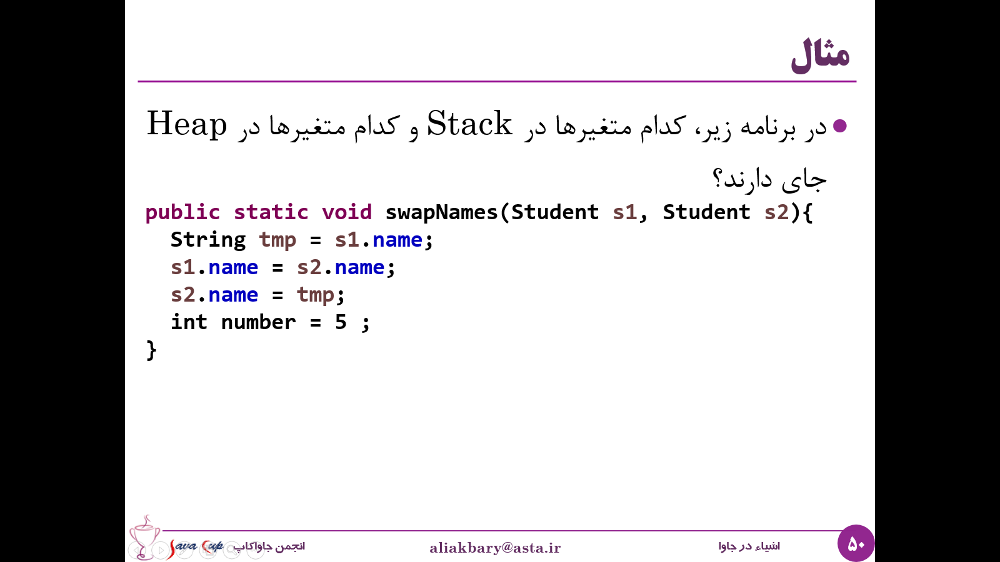 مثال
در برنامه زیر، کدام متغیرها در Stack و کدام متغیرها در Heap
جای دارند؟
public static void swapNames(Student s1, Student s2){
String tmp = s1.name;
s1.name = s2.name;
s2.name = tmp;
int number = 5 ;
}
Java Cup انجمن جاواکاپ
aliakbary@asta.ir
اشیاء در جاوا
۵۰